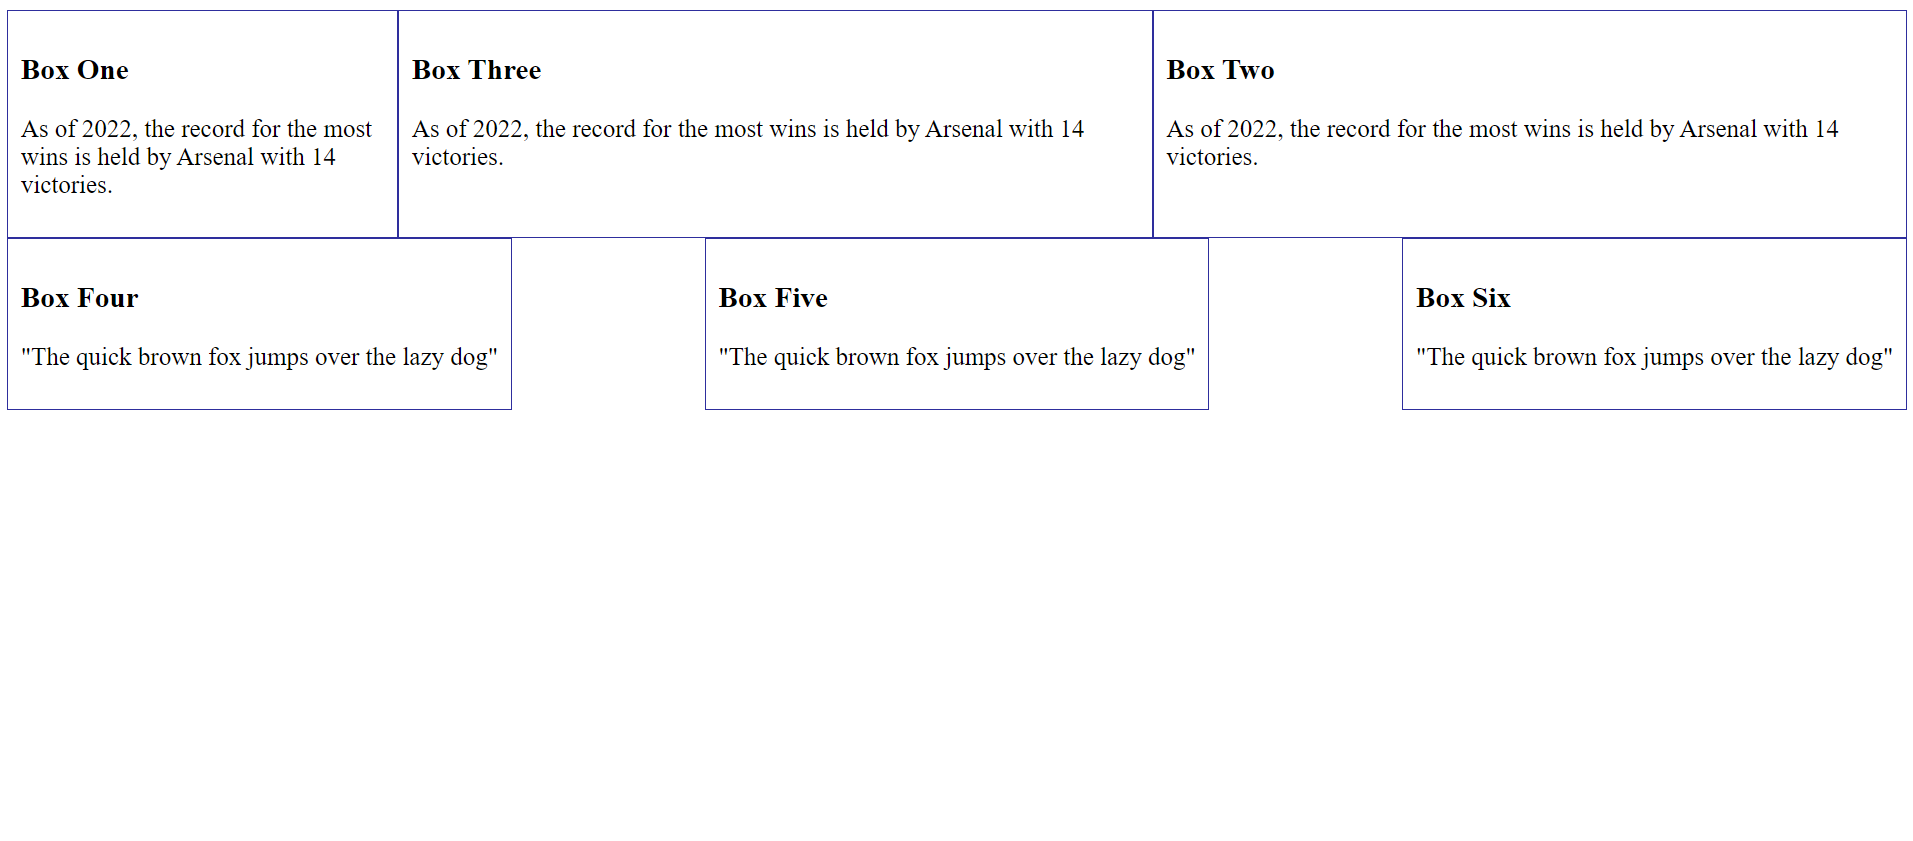 Box One
As of 2022, the record for the most
wins is held by Arsenal with 14
victories.
Box Three
As of 2022, the record for the most wins is held by Arsenal with 14
victories.
Box Two
As of 2022, the record for the most wins is held by Arsenal with 14
victories.
Box Four
"The quick brown fox jumps over the lazy dog"
Box Five
"The quick brown fox jumps over the lazy dog"
Box Six
"The quick brown fox jumps over the lazy dog"